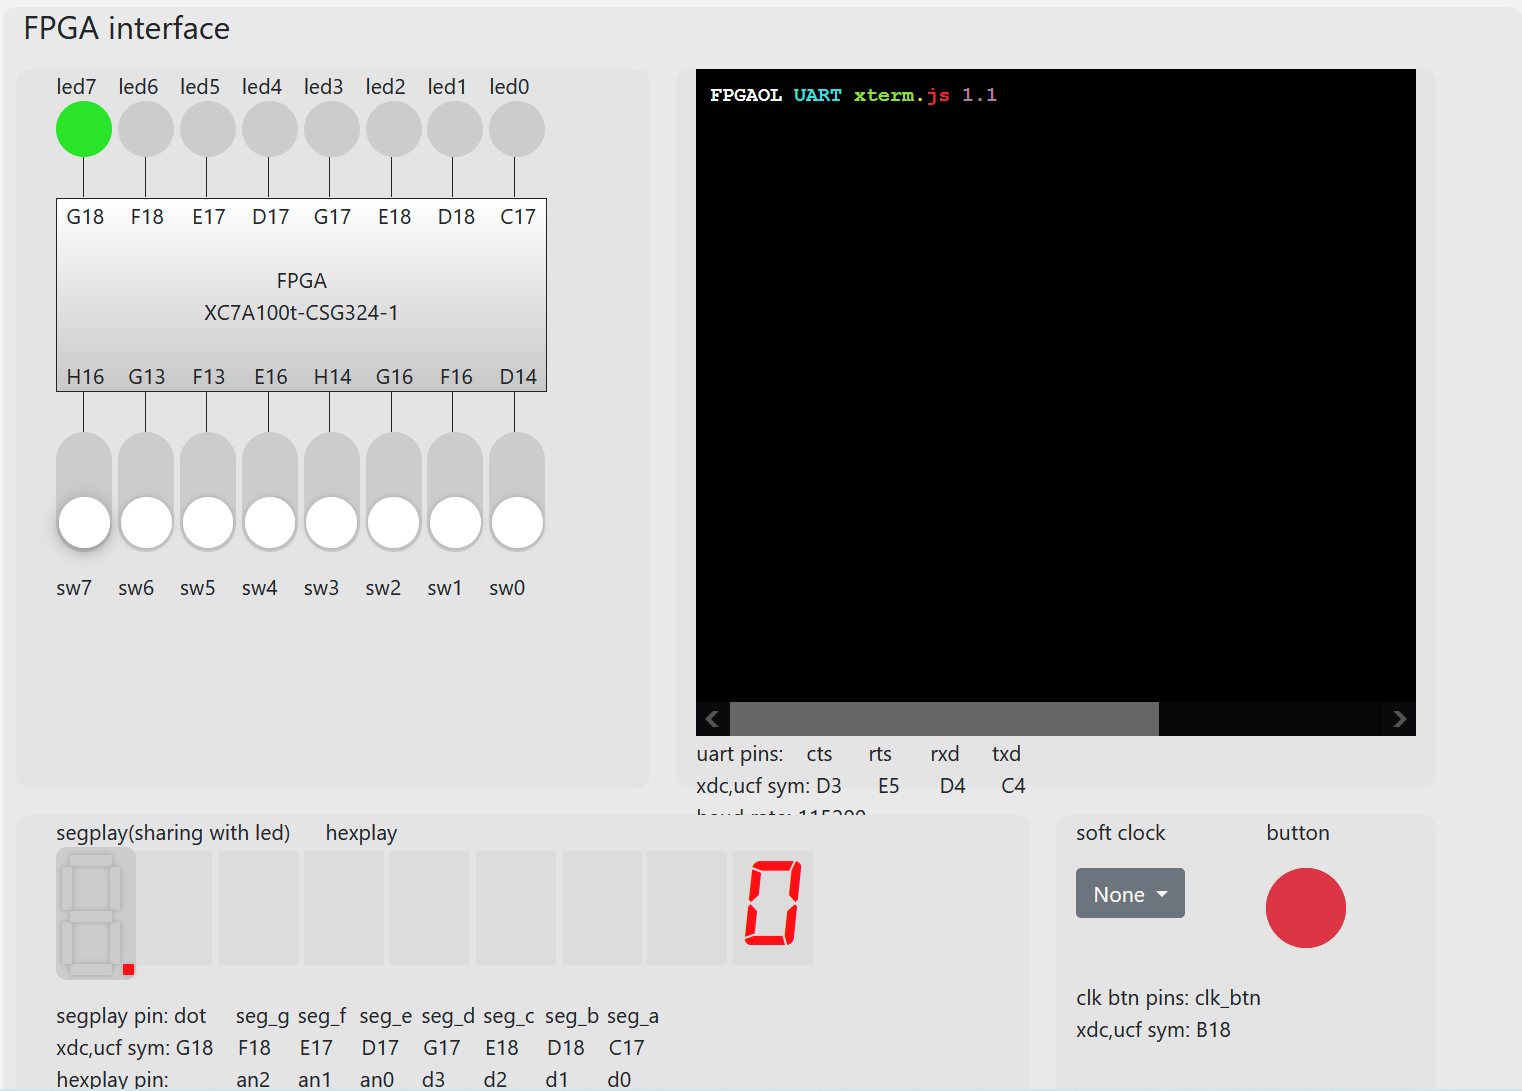 FPGA interface
led7 led6 led5 led4 led3 led2 led1 led0
G18 F18 E17 D17 G17 E18 D18 C17
FPGA
XC7A100t-CSG324-1
H16 G13 F13 E16 H14 G16 F16 D14
sw7 sw6 sw5 sw4 sw3 sw2 sw1 sw0
FPGAOL UART xterm.js 1.1
uart pins: cts rts rxd txd
xdc,ucf sym: D3 E5 D4 C4
baud rate: 115200
segplay(sharing with led) hexplay
0
segplay pin: dot seg_g seg_f seg_e seg_d seg_c seg_b seg_a
xdc,ucf sym: G18 F18 E17 D17 G17 E18 D18 C17
hexplay pin: an2 an1 an0 d3 d2 d1 d0
soft clock button
None
clk btn pins: clk_btn
xdc,ucf sym: B18